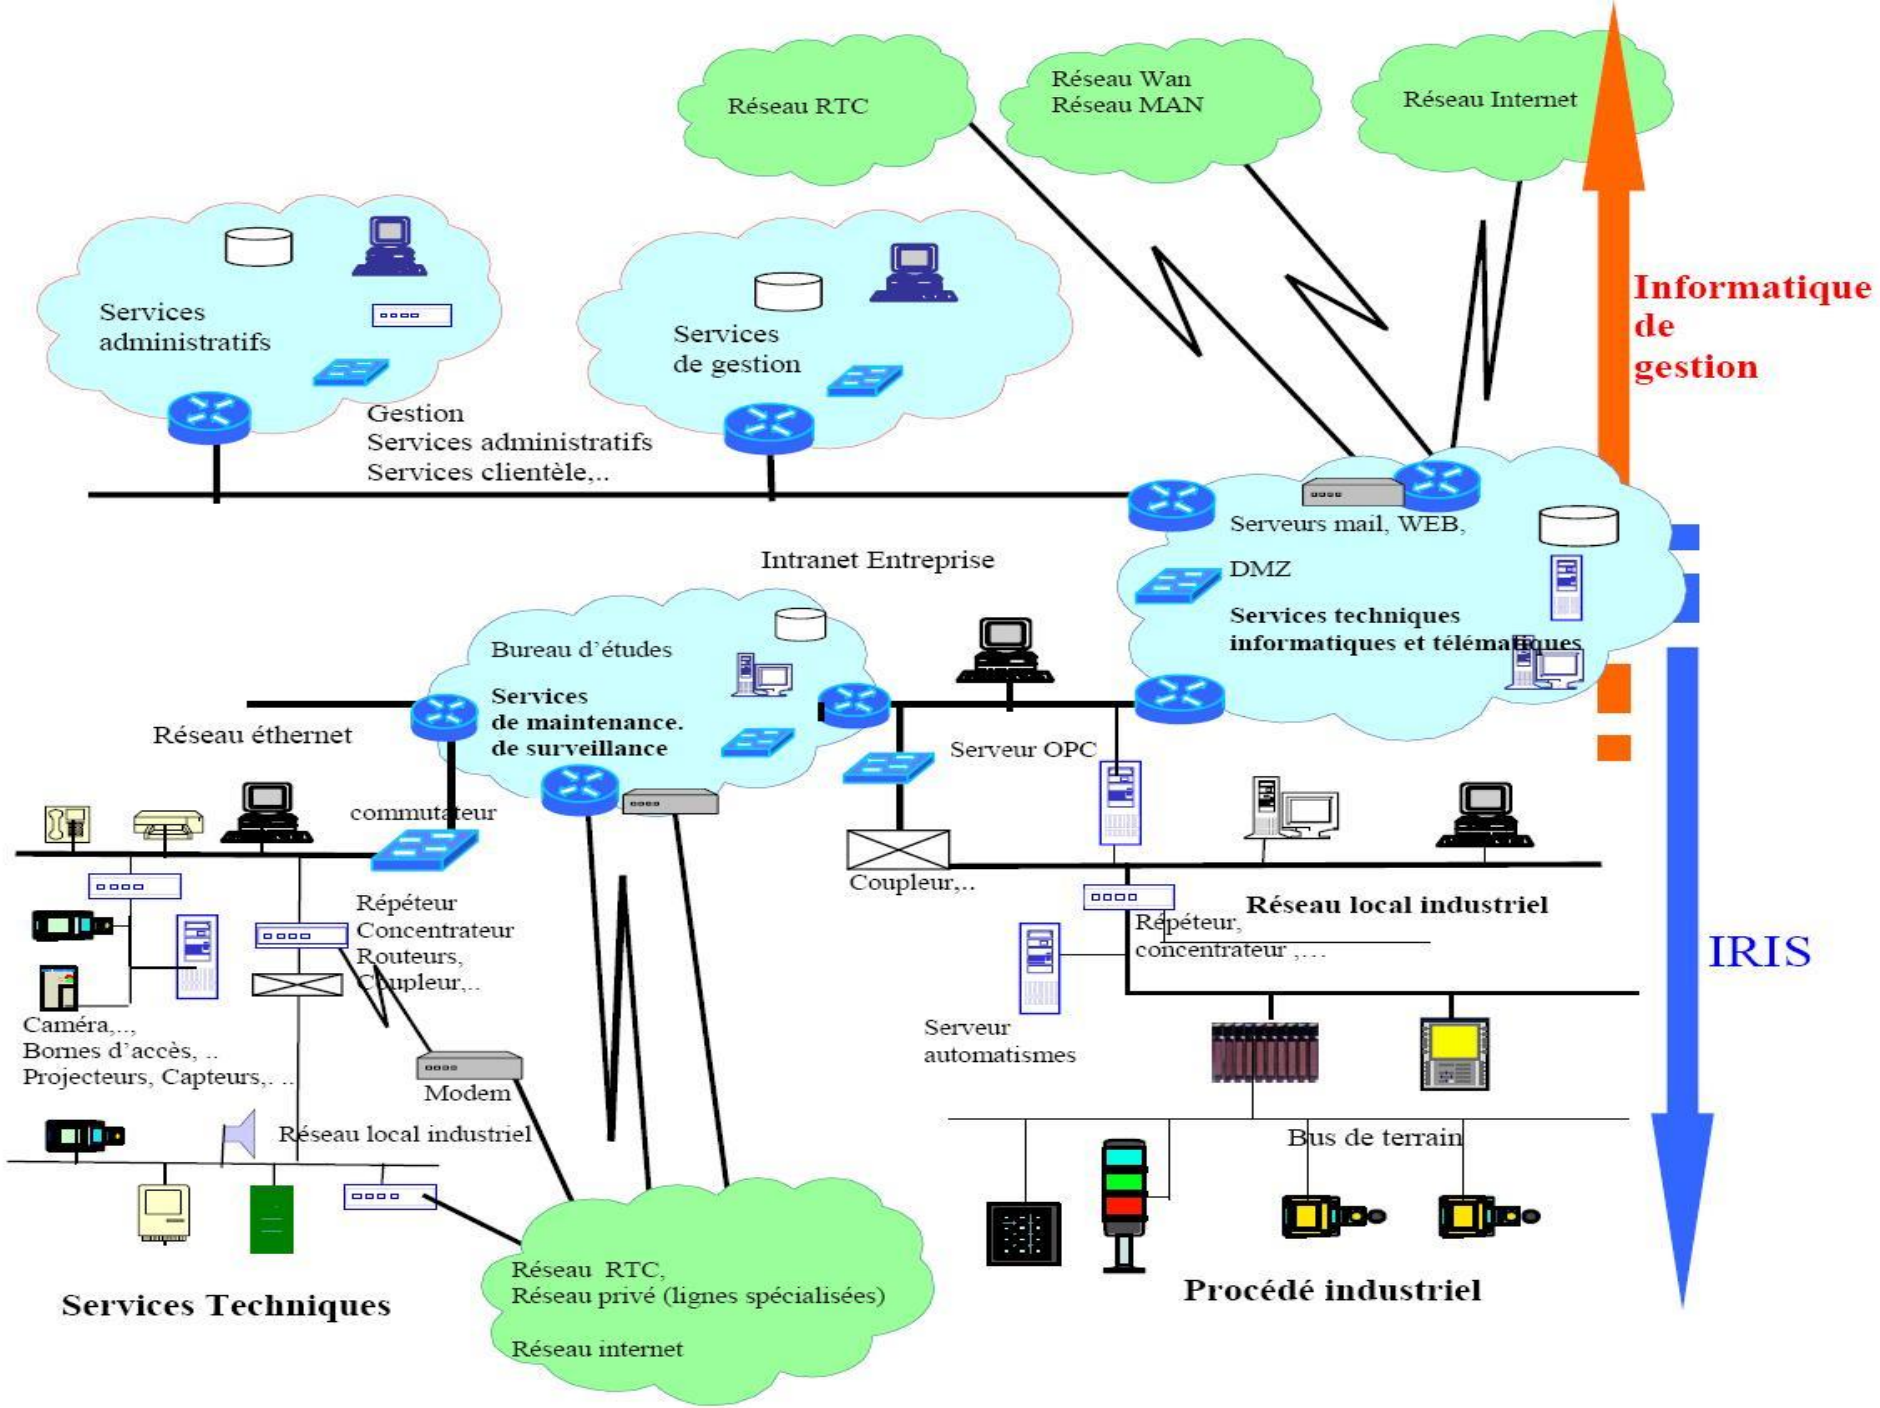 Réseau RTC
Réseau Wan
Réseau MAN
Réseau Internet
Informatique
de
gestion
Services
administratifs
Services
de gestion
Gestion
Services administratifs
Services clientèle,..
Serveurs mail, WEB,
DMZ
Services techniques
informatiques et télématiques
Intranet Entreprise
Bureau d'études
Services
de maintenance.
de surveillance
Réseau éthernet
Serveur OPC
commutateur
Coupleur,..
Répéteur
Concentrateur
Routeurs,
Coupleur,..
Réseau local industriel
Répéteur,
concentrateur ,...
IRIS
Caméra,..,
Bornes d'accès, ..
Projecteurs, Capteurs,. ..
Serveur
automatismes
Modem
Réseau local industriel
Bus de terrain
Services Techniques
Réseau RTC,
Réseau privé (lignes spécialisées)
Réseau internet
Procédé industriel